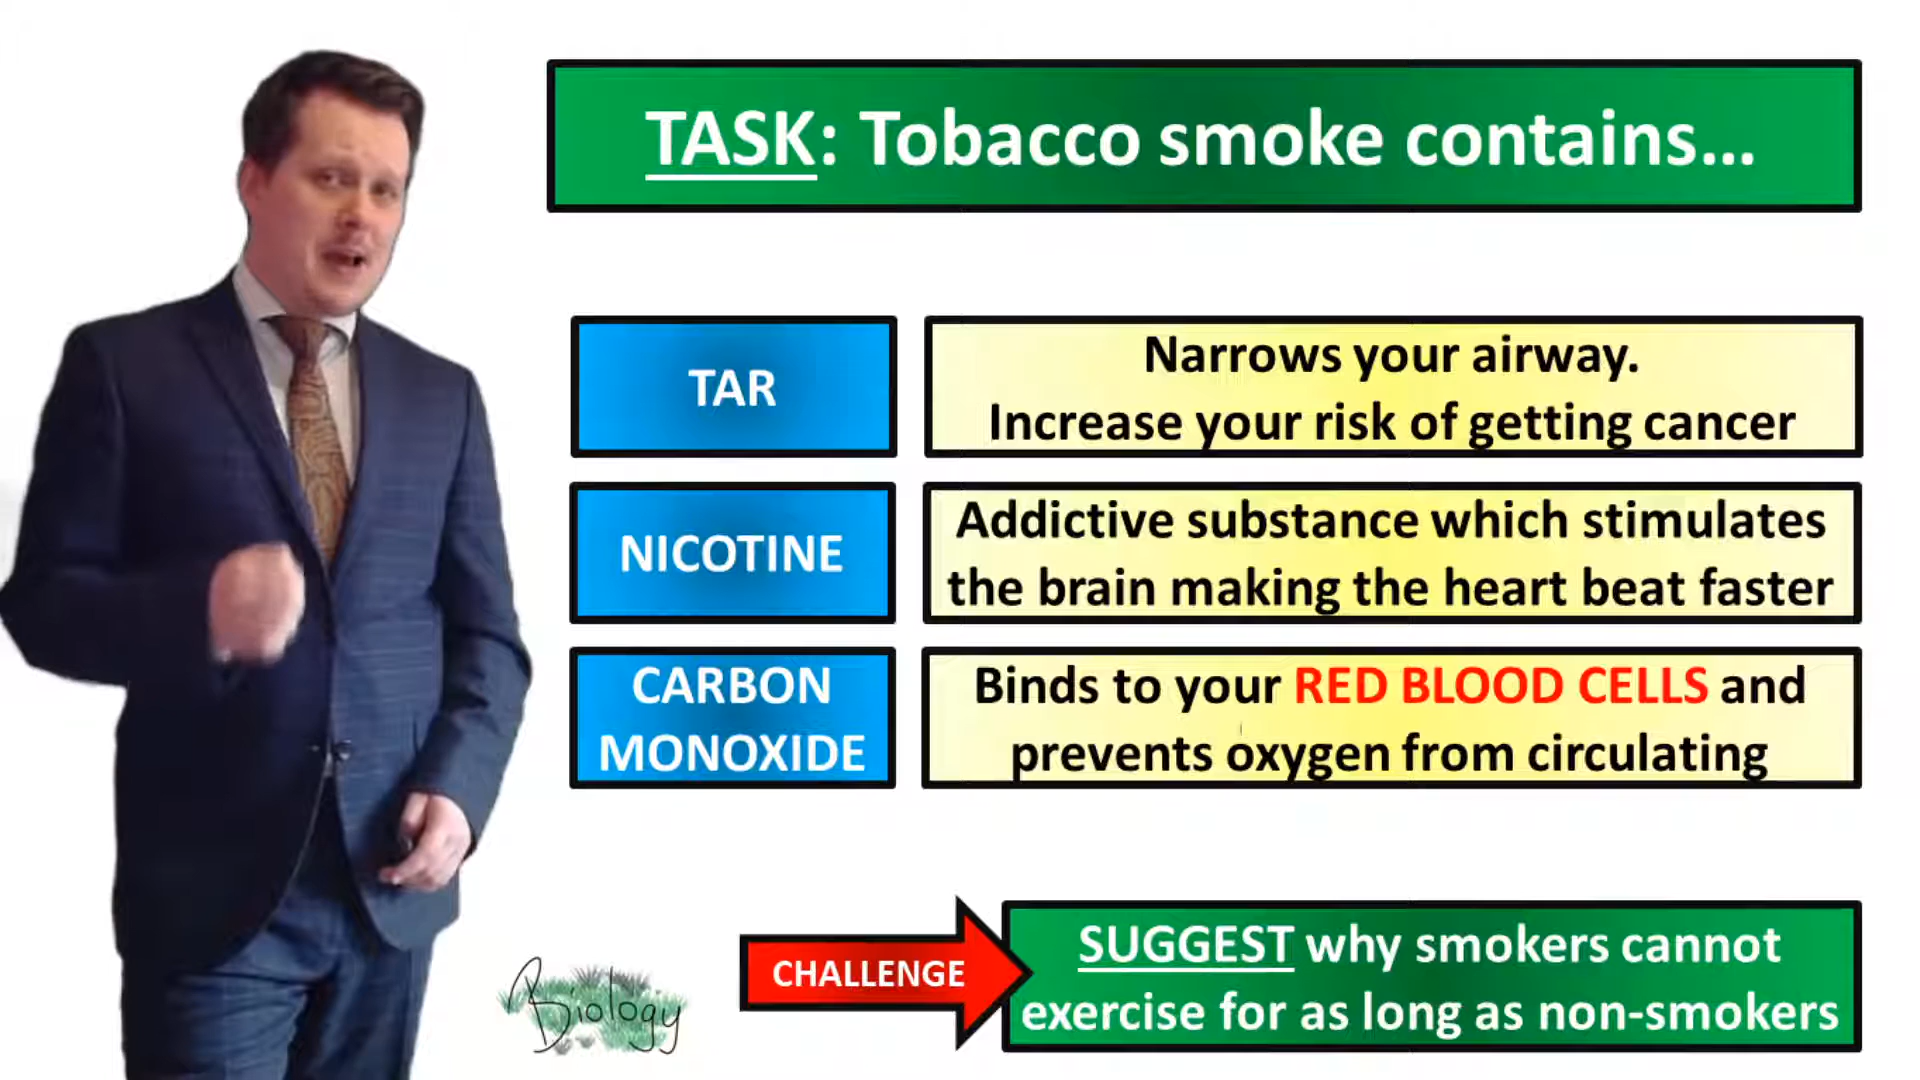 TASK: Tobacco smoke contains...
TAR
Narrows your airway.
Increase your risk of getting cancer
NICOTINE
Addictive substance which stimulates
the brain making the heart beat faster
CARBON
MONOXIDE
Binds to your RED BLOOD CELLS and
prevents oxygen from circulating
Biology
CHALLENGE
SUGGEST why smokers cannot
exercise for as long as non-smokers